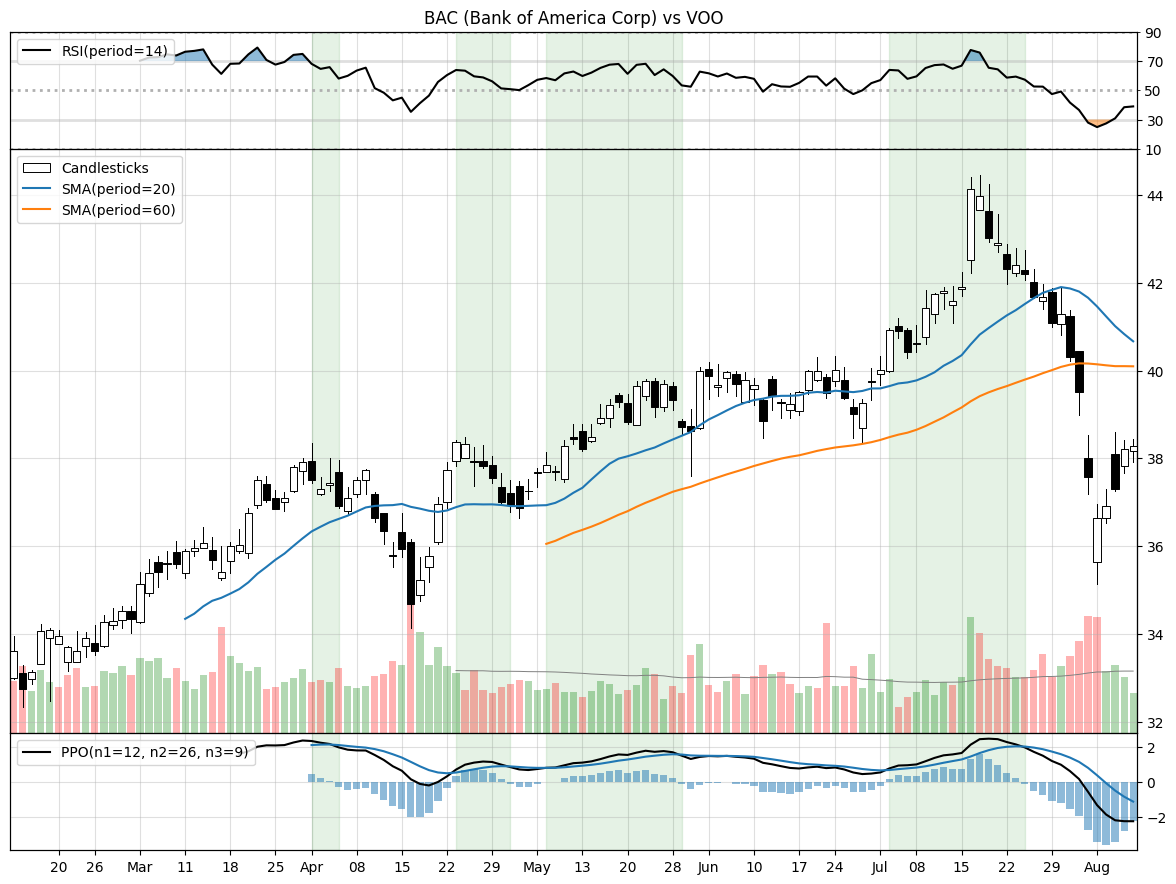 BAC (Bank of America Corp) vs VOO
RSI(period=14)
90
70
50
30
10
Candlesticks
SMA(period=20)
SMA(period=60)
44
42
40
38
36
34
32
PPO(n1=12, n2=26, n3=9)
2
0
−2
20 26 Mar 11 18 25 Apr 08 15 22 29 May 13 20 28 Jun 10 17 24 Jul 08 15 22 29 Aug